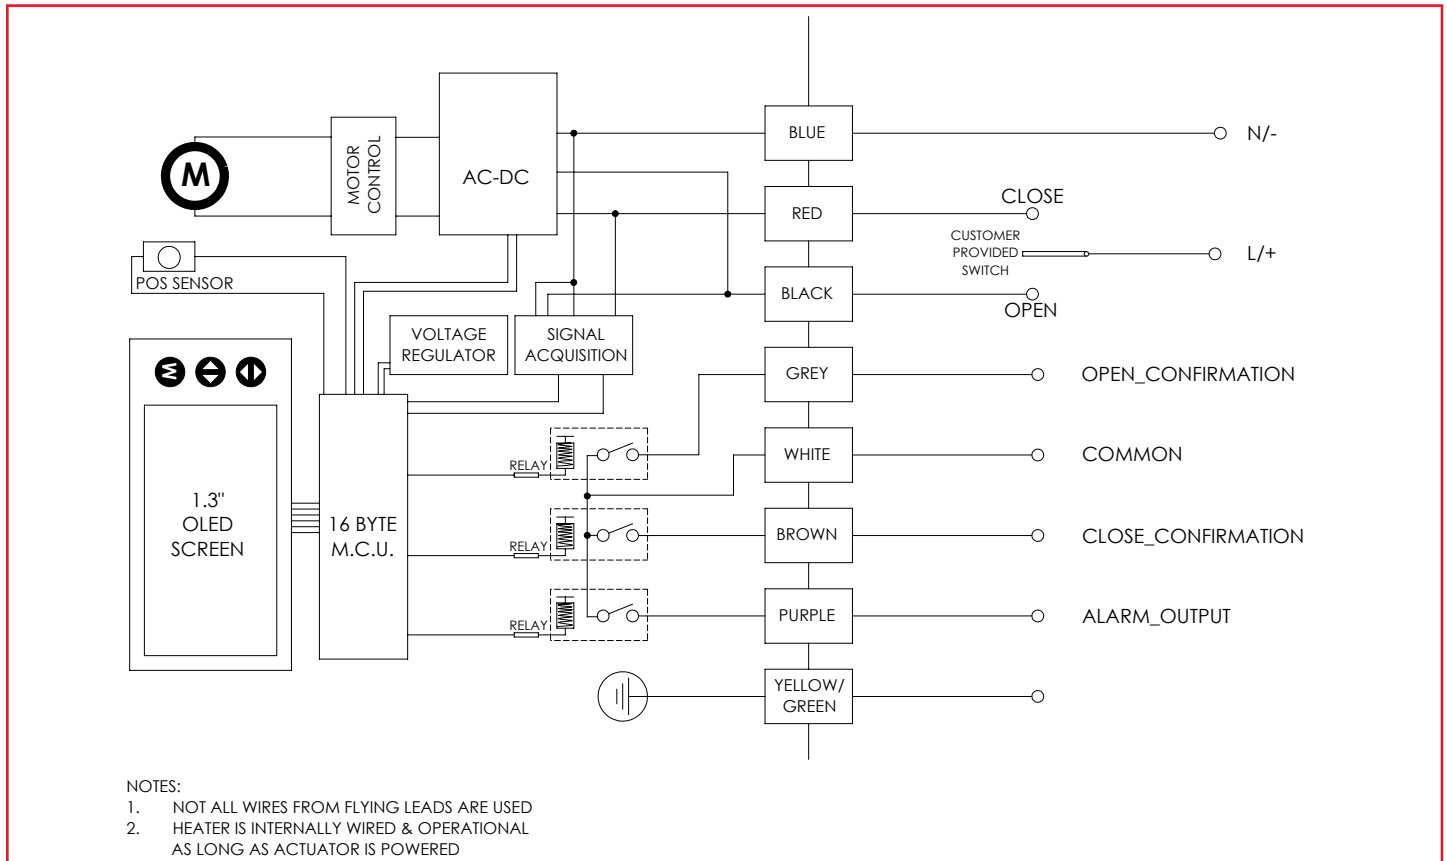 M
MOTOR
CONTROL
AC-DC
BLUE
N/-
RED
CLOSE
CUSTOMER
PROVIDED
SWITCH
L/+
BLACK
OPEN
POS SENSOR
VOLTAGE
REGULATOR
SIGNAL
ACQUISITION
GREY
OPEN_CONFIRMATION
M
1.3"
OLED
SCREEN
16 BYTE
M.C.U.
RELAY
WHITE
COMMON
RELAY
BROWN
CLOSE_CONFIRMATION
RELAY
PURPLE
ALARM_OUTPUT
YELLOW/
GREEN
NOTES:
1. NOT ALL WIRES FROM FLYING LEADS ARE USED
2. HEATER IS INTERNALLY WIRED & OPERATIONAL
AS LONG AS ACTUATOR IS POWERED